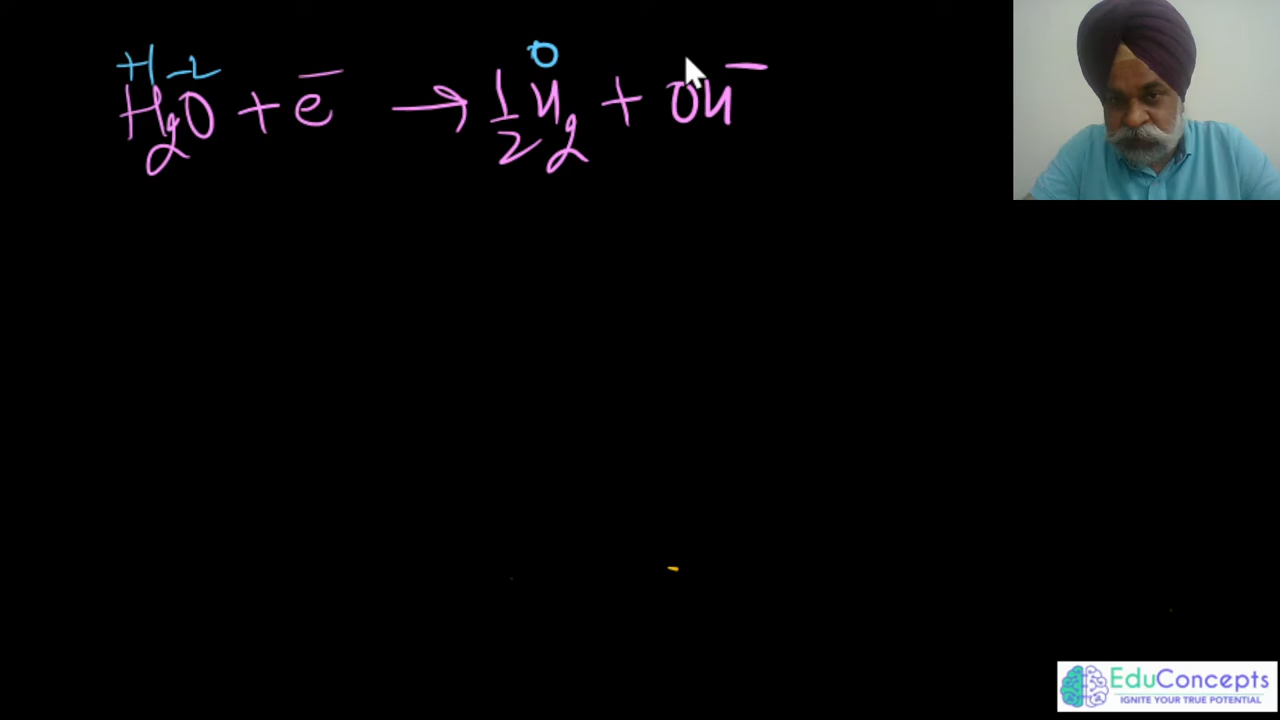 +1 -2 0
H₂O + e⁻ → 1/2 H₂ + OH⁻
EduConcepts
IGNITE YOUR TRUE POTENTIAL